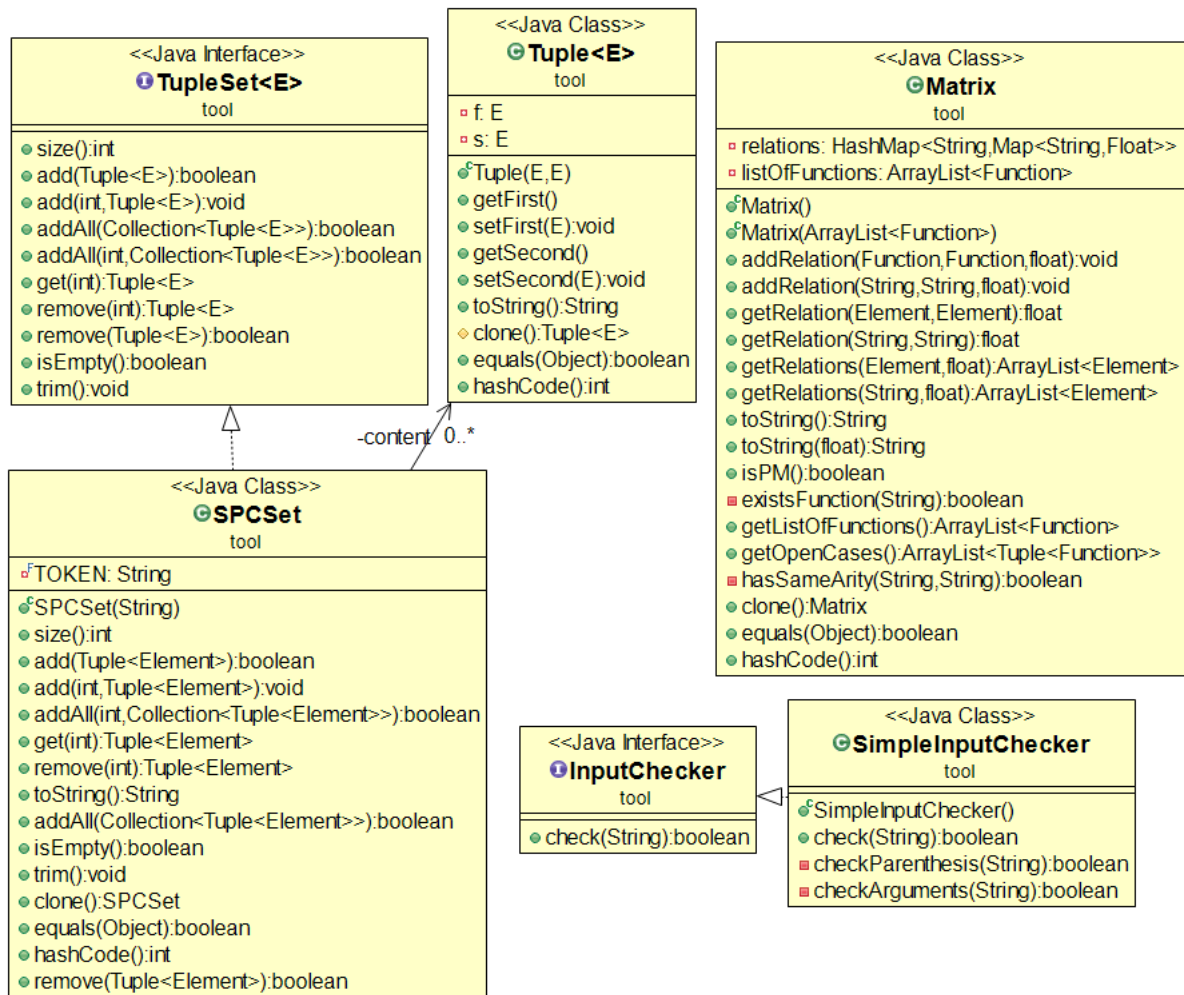 <<Java Interface>>
TupleSet<E>
tool
size():int
add(Tuple<E>):boolean
add(int,Tuple<E>):void
addAll(Collection<Tuple<E>>):boolean
addAll(int,Collection<Tuple<E>>):boolean
get(int):Tuple<E>
remove(int):Tuple<E>
remove(Tuple<E>):boolean
isEmpty():boolean
trim():void
<<Java Class>>
Tuple<E>
tool
f: E
s: E
Tuple(E,E)
getFirst()
setFirst(E):void
getSecond()
setSecond(E):void
toString():String
clone():Tuple<E>
equals(Object):boolean
hashCode():int
<<Java Class>>
Matrix
tool
relations: HashMap<String,Map<String,Float>>
listOfFunctions: ArrayList<Function>
Matrix()
Matrix(ArrayList<Function>)
addRelation(Function,Function,float):void
addRelation(String,String,float):void
getRelation(Element,Element):float
getRelation(String,String):float
getRelations(Element,float):ArrayList<Element>
getRelations(String,float):ArrayList<Element>
toString():String
toString(float):String
isPM():boolean
existsFunction(String):boolean
getListOfFunctions():ArrayList<Function>
getOpenCases():ArrayList<Tuple<Function>>
hasSameArity(String,String):boolean
clone():Matrix
equals(Object):boolean
hashCode():int
-content 0..*
<<Java Class>>
SPCSet
tool
TOKEN: String
SPCSet(String)
size():int
add(Tuple<Element>):boolean
add(int,Tuple<Element>):void
addAll(int,Collection<Tuple<Element>>):boolean
get(int):Tuple<Element>
remove(int):Tuple<Element>
toString():String
addAll(Collection<Tuple<Element>>):boolean
isEmpty():boolean
trim():void
clone():SPCSet
equals(Object):boolean
hashCode():int
remove(Tuple<Element>):boolean
<<Java Interface>>
InputChecker
tool
check(String):boolean
<<Java Class>>
SimpleInputChecker
tool
SimpleInputChecker()
check(String):boolean
checkParenthesis(String):boolean
checkArguments(String):boolean